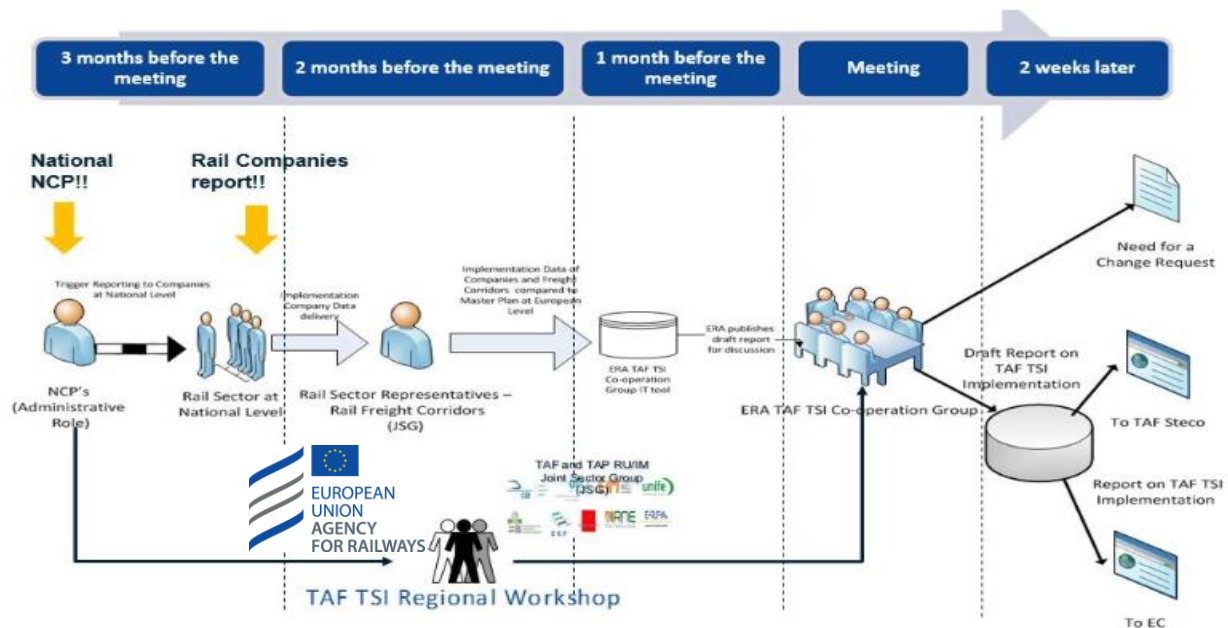 3 months before the
meeting
2 months before the meeting
1 month before the
meeting
Meeting
2 weeks later
National
NCP!!
Rail Companies
report!!
Trigger Reporting to Companies
at National Level
Implementation
Company Data
delivery
Implementation Data of
Companies and Freight
Corridors compared to
Master Plan at European
Level
ERA publishes
draft report
for discussion
Need for a
Change Request
NCP's
(Administrative
Role)
Rail Sector at
National Level
Rail Sector Representatives –
Rail Freight Corridors
(JSG)
ERA TAF TSI
Co-operation
Group IT tool
ERA TAF TSI Co-operation Group
Draft Report on
TAF TSI
Implementation
To TAF Steco
Report on TAF TSI
Implementation
To EC
EUROPEAN
UNION
AGENCY
FOR RAILWAYS
TAF and TAP RU/IM
Joint Sector Group
(JSG)
unife
RNE
ERFA
TAF TSI Regional Workshop